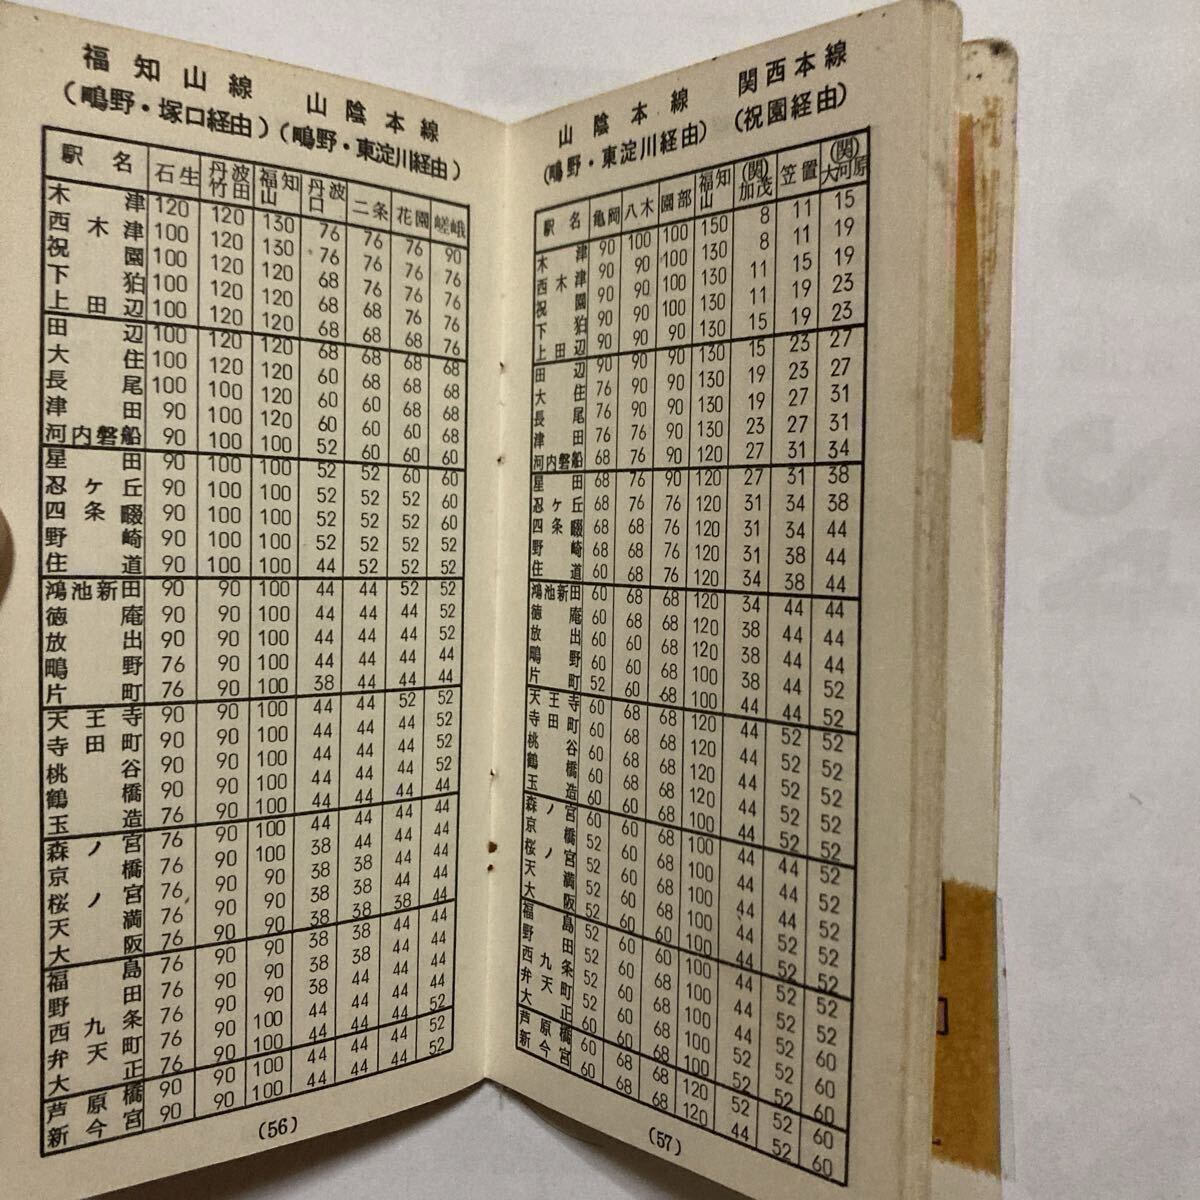 福知山線 山陰本線
(鴫野・塚口経由) (鴫野・東淀川経由)
駅名 石生 丹波竹田 福知山 丹波口 二条 花園 嵯峨
木津 120 120 130 76 76 76 90
西木津 100 120 130 76 76 76 76
祝園 100 120 120 68 76 76 76
下狛 100 120 120 68 68 76 76
上田辺 100 120 120 68 68 68 76
田辺 100 120 120 68 68 68 68
大住 100 120 120 60 68 68 68
長尾 100 100 120 60 60 68 68
津田 90 100 120 60 60 60 68
河内磐船 90 100 100 52 60 60 60
星田 90 100 100 52 52 60 60
忍ケ丘 90 100 100 52 52 52 60
四条畷 90 100 100 52 52 52 60
野崎 90 100 100 52 52 52 52
住道 90 100 100 44 52 52 52
鴻池新田 90 90 100 44 44 52 52
徳庵 90 90 100 44 44 44 52
放出 90 90 100 44 44 44 52
鴫野 76 90 100 44 44 44 44
片町 76 90 100 38 44 44 44
天王寺 90 90 100 44 44 52 52
寺田町 90 90 100 44 44 44 52
桃谷 90 90 100 44 44 44 52
鶴橋 90 90 100 44 44 44 44
玉造 76 90 100 44 44 44 44
森ノ宮 76 90 100 44 44 44 44
京橋 76 90 100 38 44 44 44
桜ノ宮 76 90 90 38 38 44 44
天満 76 90 90 38 38 44 44
大阪 76 90 90 38 38 38 44
福島 76 90 90 38 38 44 44
野田 76 90 90 38 38 44 44
西九条 76 90 90 38 44 44 44
弁天町 76 90 100 44 44 44 44
大正 76 90 100 44 44 44 52
芦原橋 90 90 100 44 44 44 52
新今宮 90 90 100 44 44 44 52
(56)
山陰本線 関西本線
(鴫野・東淀川経由) (祝園経由)
駅名 亀岡 八木 園部 福知山 (関)加茂 笠置 (関)大河原
木津 90 100 100 150 8 11 15
西木津 90 90 100 130 8 11 19
祝園 90 90 100 130 11 15 19
下狛 90 90 100 130 11 19 23
上田辺 90 90 90 130 15 19 23
田辺 90 90 90 130 15 23 27
大住 76 90 90 130 19 23 27
長尾 76 90 90 130 19 27 31
津田 76 76 90 130 23 27 31
河内磐船 68 76 90 120 27 31 34
星田 68 76 90 120 27 31 38
忍ケ丘 68 76 76 120 31 34 38
四条畷 68 68 76 120 31 34 44
野崎 68 68 76 120 31 38 44
住道 60 68 76 120 34 38 44
鴻池新田 60 68 68 120 34 44 44
徳庵 60 60 68 120 38 44 44
放出 60 60 68 120 38 44 44
鴫野 60 60 68 100 38 44 52
片町 52 60 68 100 44 44 52
天王寺 60 68 68 120 44 52 52
寺田町 60 68 68 120 44 52 52
桃谷 60 68 68 120 44 52 52
鶴橋 60 68 68 120 44 52 52
玉造 60 60 68 100 44 52 52
森ノ宮 60 60 68 100 44 44 52
京橋 52 60 68 100 44 44 52
桜ノ宮 52 60 68 100 44 44 52
天満 52 60 68 100 44 52 52
大阪 52 60 60 100 44 52 52
福島 52 60 60 100 44 52 52
野田 52 60 60 100 44 52 52
西九条 52 60 60 100 44 52 60
弁天町 52 60 68 100 52 52 60
大正 60 60 68 100 52 52 60
芦原橋 60 68 68 120 52 52 60
新今宮 60 68 68 120 44 52 60
(57)